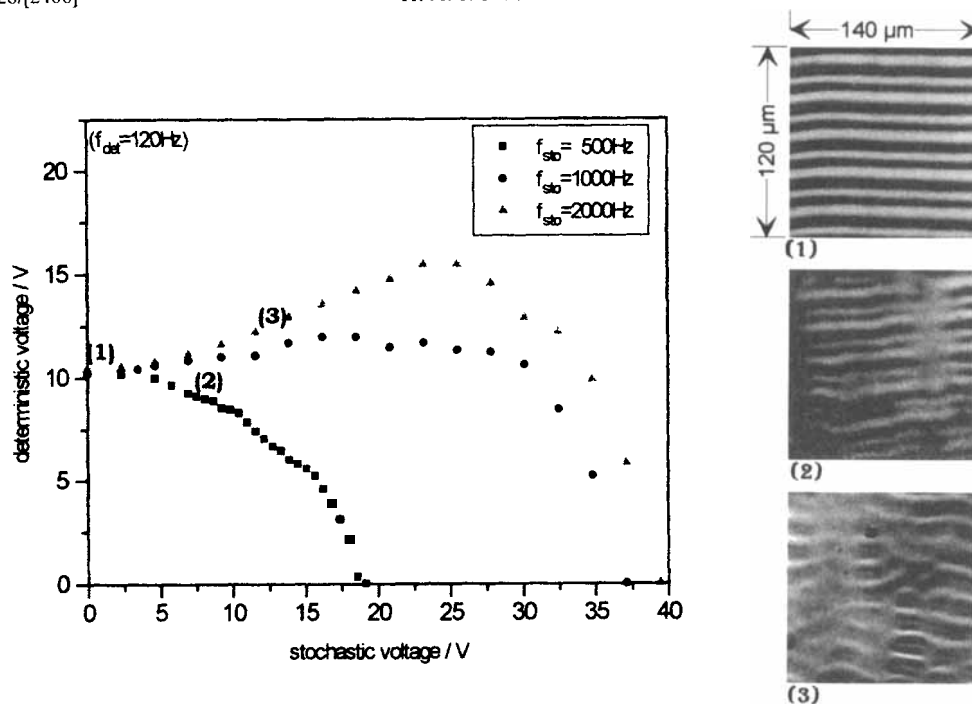 140 µm
120 µm
(f_det=120Hz)
f_sto= 500Hz
f_sto=1000Hz
f_sto=2000Hz
20
15
10
5
0
deterministic voltage / V
(1)
(2)
(3)
0 5 10 15 20 25 30 35 40
stochastic voltage / V
(1)
(2)
(3)